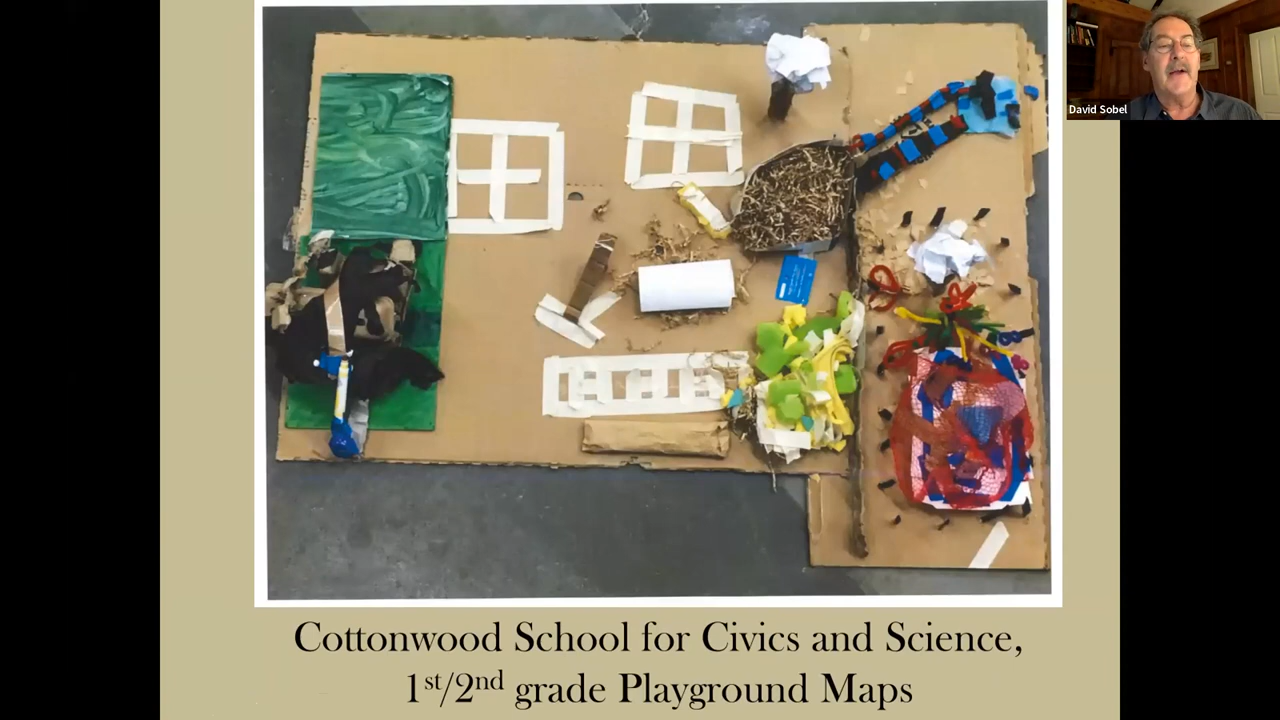 David Sobel
Cottonwood School for Civics and Science,
1st/2nd grade Playground Maps